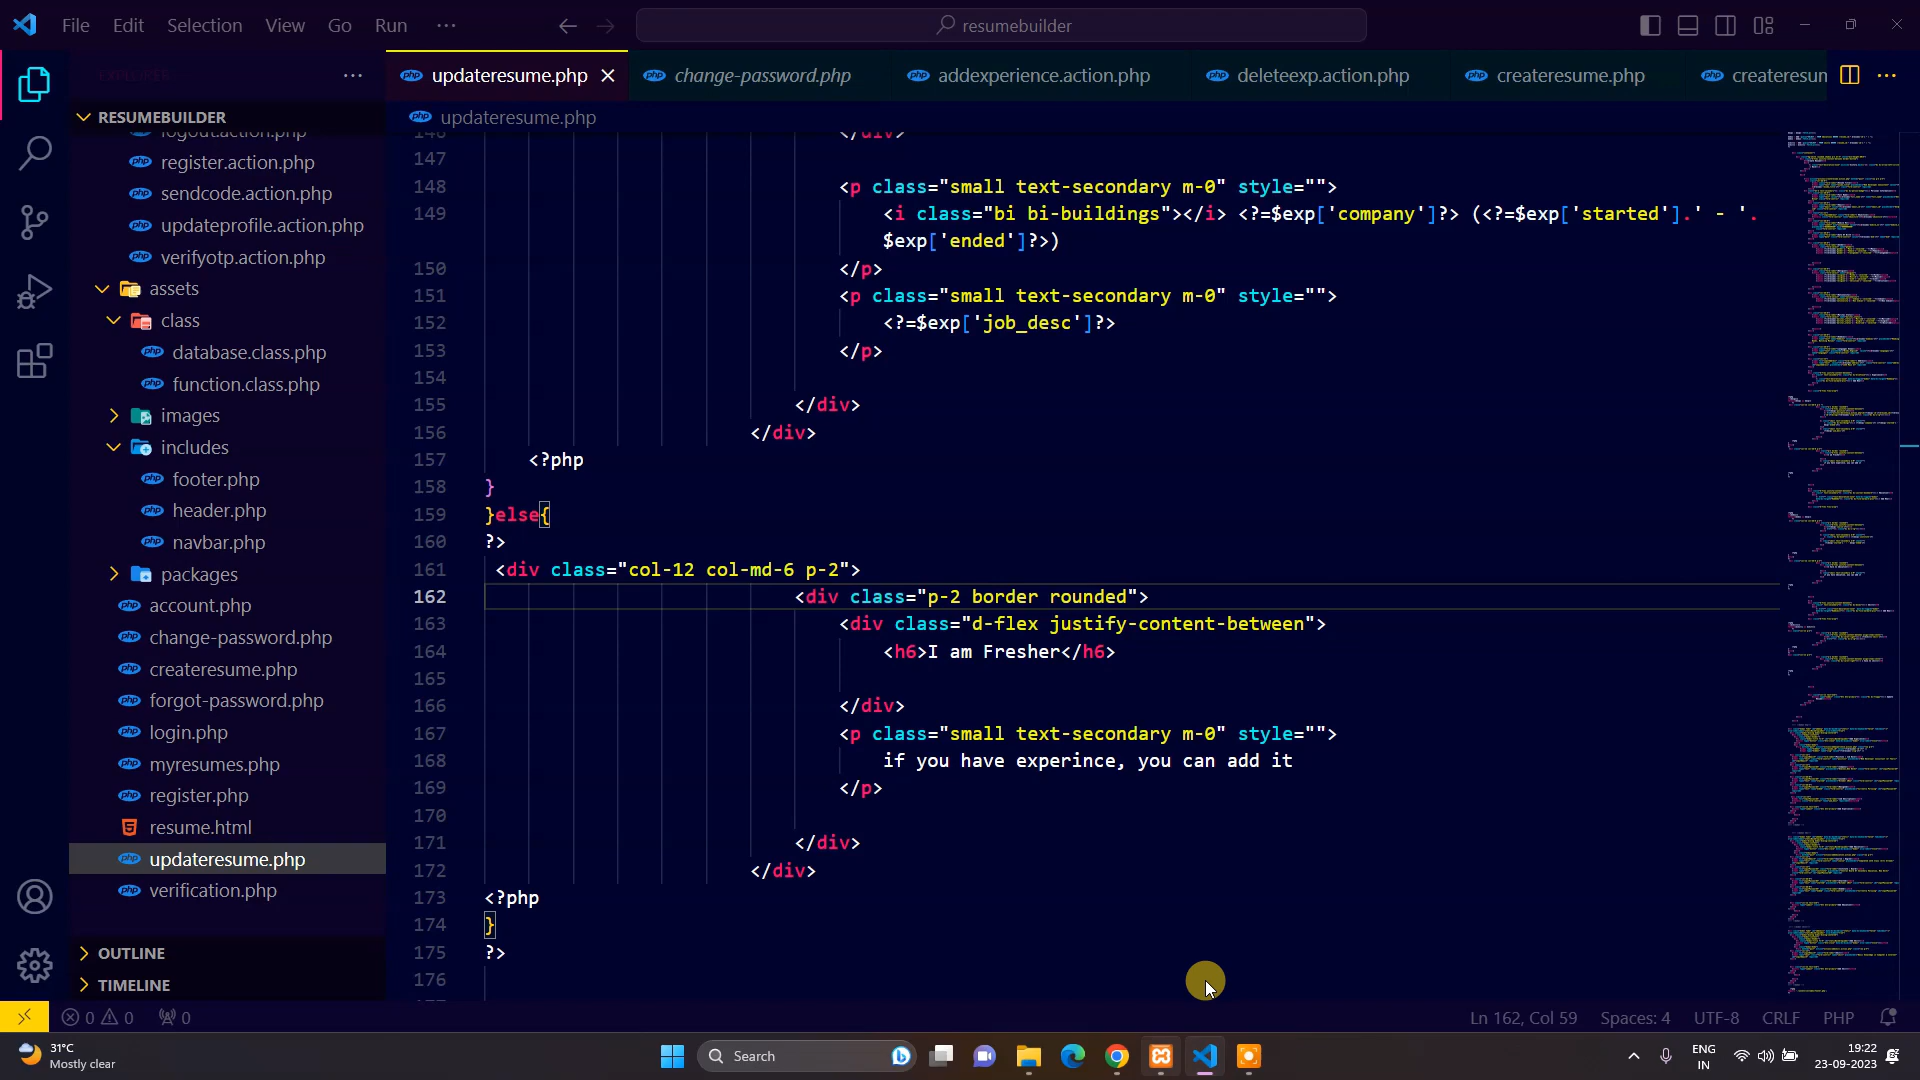 File Edit Selection View Go Run ···
resumebuilder
EXPLORER
updateresume.php
change-password.php
addexperience.action.php
deleteexp.action.php
createresume.php
createresum
RESUMEBUILDER
updateresume.php
logout.action.php
register.action.php
sendcode.action.php
updateprofile.action.php
verifyotp.action.php
assets
class
database.class.php
function.class.php
images
includes
footer.php
header.php
navbar.php
packages
account.php
change-password.php
createresume.php
forgot-password.php
login.php
myresumes.php
register.php
resume.html
updateresume.php
verification.php
OUTLINE
TIMELINE
146 </div>
147
148 <p class="small text-secondary m-0" style="">
149 <i class="bi bi-buildings"></i> <?=$exp['company']?> (<?=$exp['started'].' - '.
$exp['ended']?>)
150 </p>
151 <p class="small text-secondary m-0" style="">
152 <?=$exp['job_desc']?>
153 </p>
154
155 </div>
156 </div>
157 <?php
158 }
159 }else{
160 ?>
161 <div class="col-12 col-md-6 p-2">
162 <div class="p-2 border rounded">
163 <div class="d-flex justify-content-between">
164 <h6>I am Fresher</h6>
165
166 </div>
167 <p class="small text-secondary m-0" style="">
168 if you have experince, you can add it
169 </p>
170
171 </div>
172 </div>
173 <?php
174 }
175 ?>
176
0 0 0
Ln 162, Col 59 Spaces: 4 UTF-8 CRLF PHP
31°C
Mostly clear
Search
ENG
IN
19:22
23-09-2023